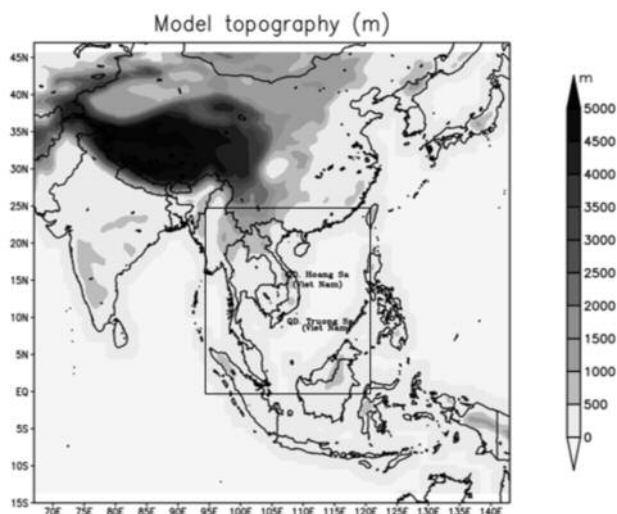 Model topography (m)
m
45N
40N
35N
30N
25N
20N
15N
10N
5N
EQ
5S
10S
15S
70E 75E 80E 85E 90E 95E 100E 105E 110E 115E 120E 125E 130E 135E 140E
QD. Hoang Sa
(Viet Nam)
QD. Truong Sa
(Viet Nam)
5000
4500
4000
3500
3000
2500
2000
1500
1000
500
0